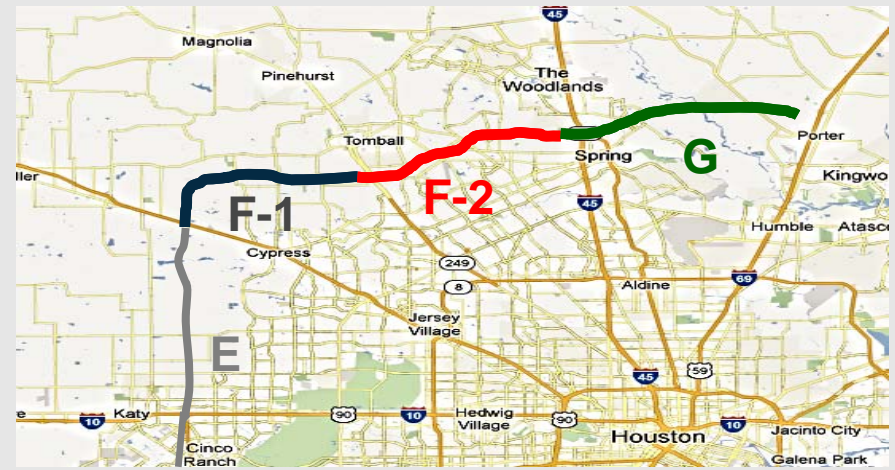 45
Magnolia
Pinehurst
The
Woodlands
Tomball
Porter
Spring
G
ller
Kingwo
F-2
45
F-1
Humble
Atasc
Cypress
249
69
8
Aldine
Jersey
Village
E
59
45
e
10
Katy
90
10
Hedwig
Village
90
10
Jacinto City
Houston
Cinco
Ranch
Galena Park